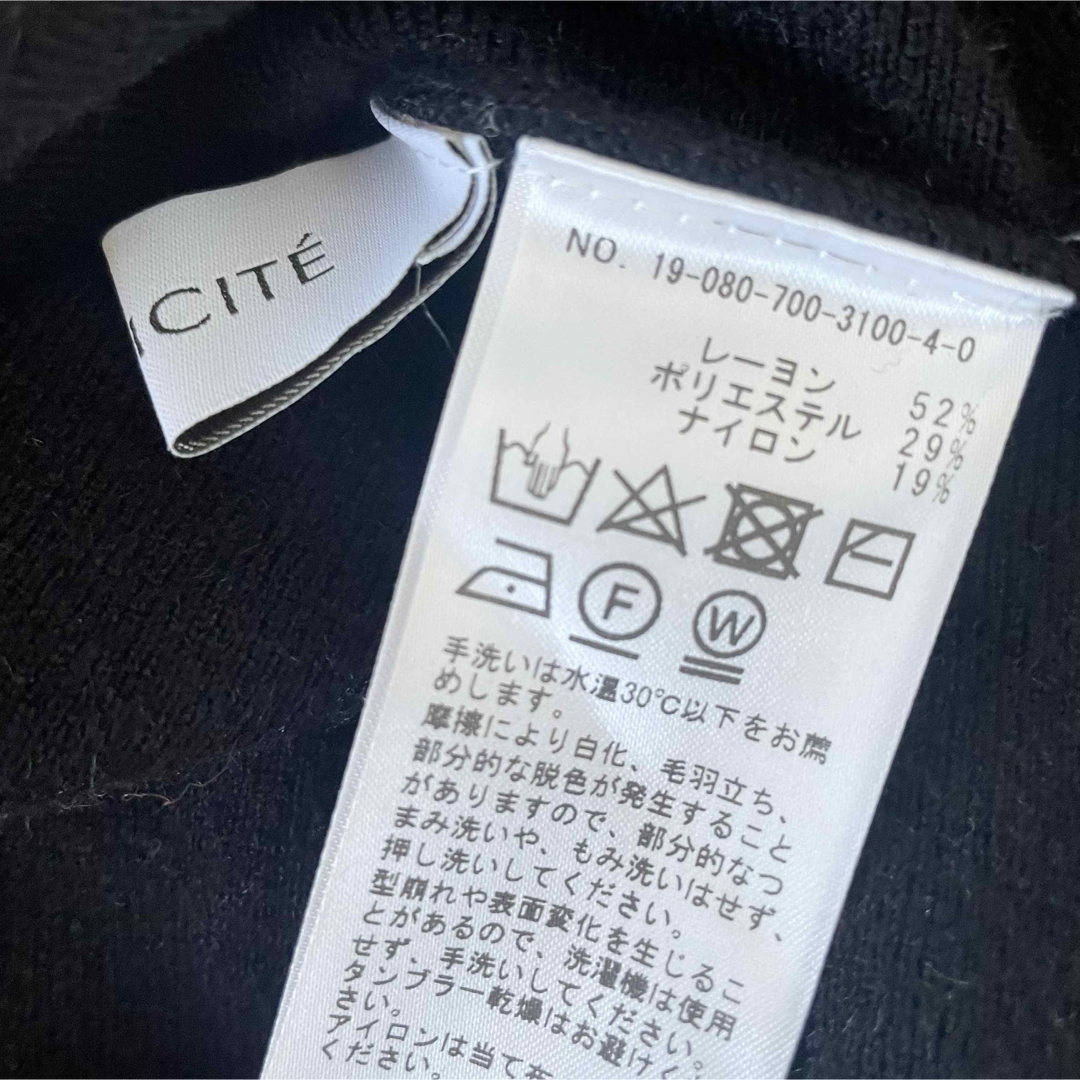 CITÉ
NO. 19-080-700-3100-4-0
レーヨン 52%
ポリエステル 29%
ナイロン 19%
F W
手洗いは水温30℃以下をお薦
めします。
摩擦により白化、毛羽立ち、
部分的な脱色が発生すること
がありますので、部分的なつ
まみ洗いや、もみ洗いはせず、
押し洗いしてください。
型崩れや表面変化を生じるこ
とがあるので、洗濯機は使用
せず、手洗いしてください。
タンブラー乾燥はお避けく
さい。
アイロンは当て布
ください。